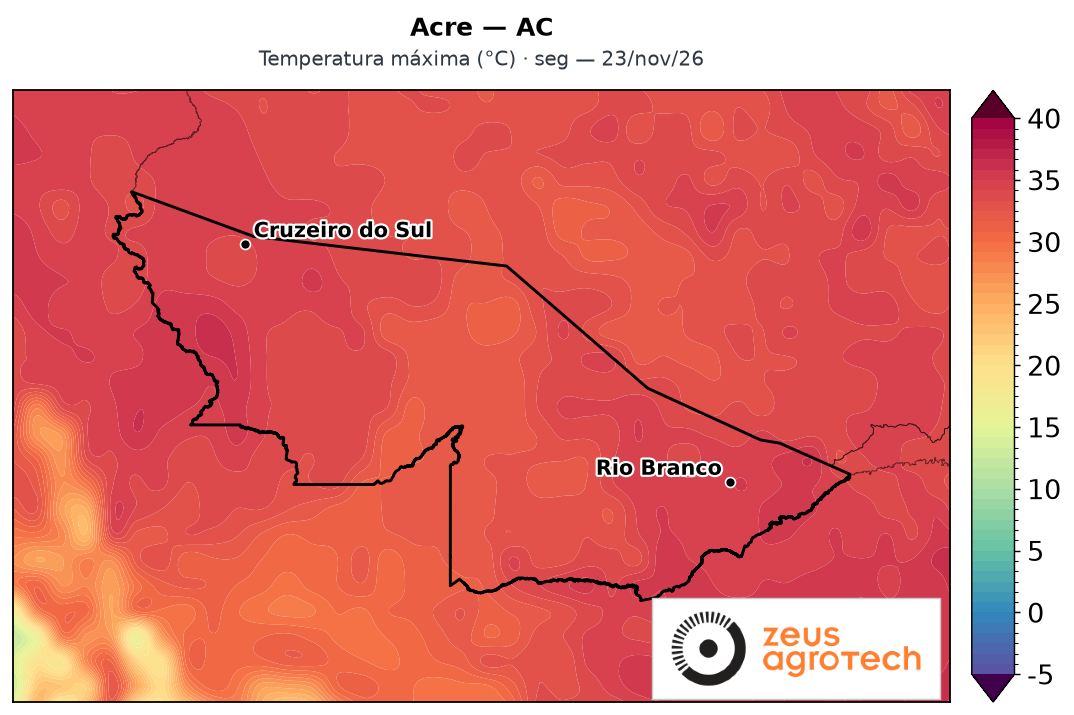 Acre — AC
Temperatura máxima (°C) · seg — 23/nov/26
Cruzeiro do Sul
Rio Branco
40
35
30
25
20
15
10
5
0
-5
zeus
agrotech